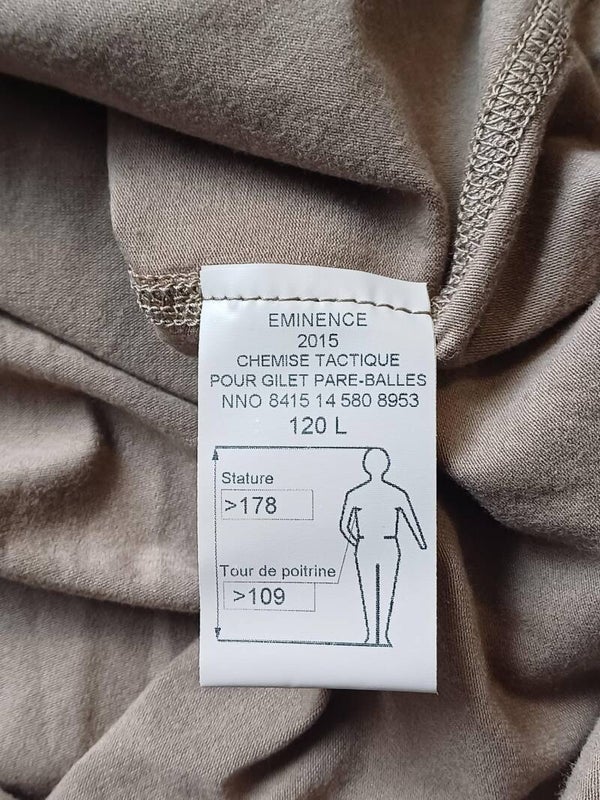 EMINENCE
2015
CHEMISE TACTIQUE
POUR GILET PARE-BALLES
NNO 8415 14 580 8953
120 L
Stature
>178
Tour de poitrine
>109